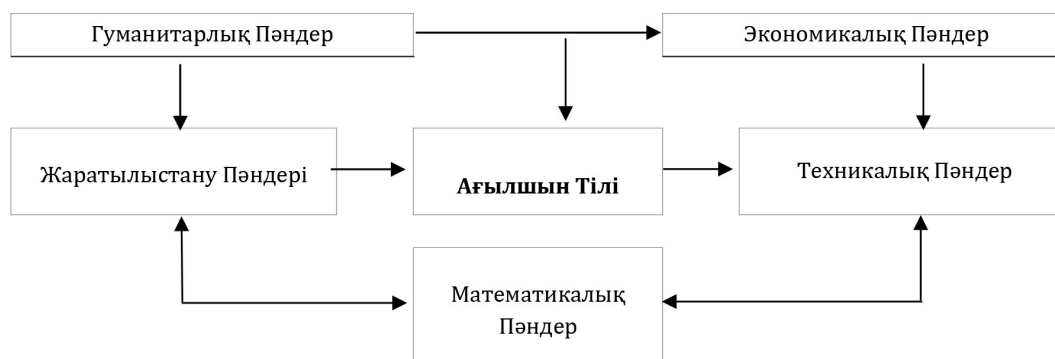 Гуманитарлық Пәндер
Экономикалық Пәндер
Жаратылыстану Пәндері
Ағылшын Тілі
Техникалық Пәндер
Математикалық
Пәндер